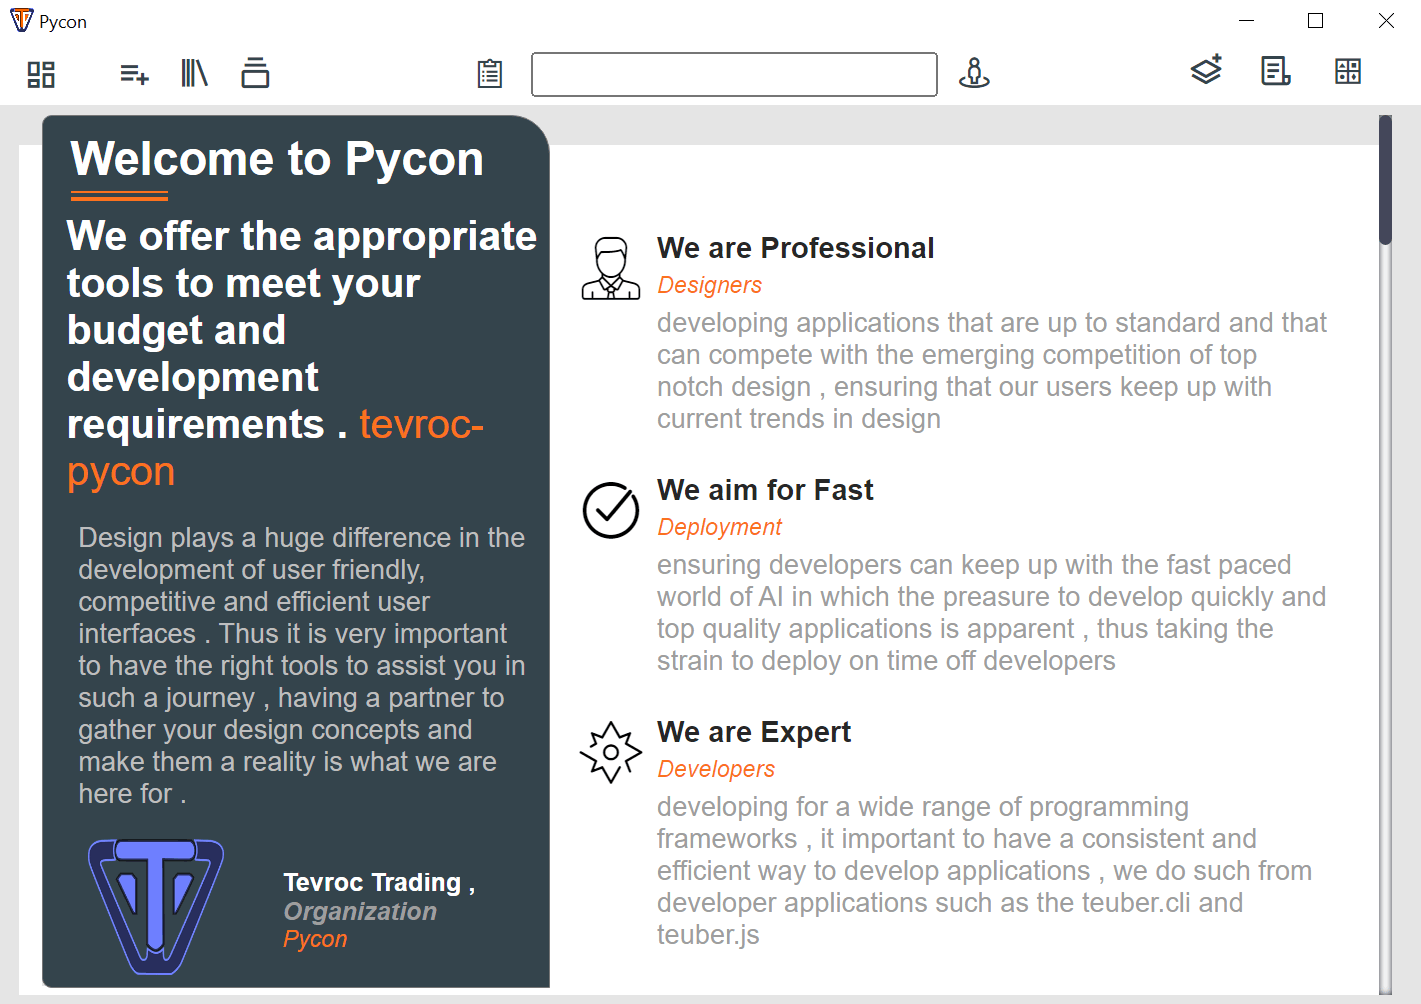 Pycon
Welcome to Pycon
We offer the appropriate
tools to meet your
budget and
development
requirements . tevroc-
pycon
Design plays a huge difference in the
development of user friendly,
competitive and efficient user
interfaces . Thus it is very important
to have the right tools to assist you in
such a journey , having a partner to
gather your design concepts and
make them a reality is what we are
here for .
Tevroc Trading ,
Organization
Pycon
We are Professional
Designers
developing applications that are up to standard and that
can compete with the emerging competition of top
notch design , ensuring that our users keep up with
current trends in design
We aim for Fast
Deployment
ensuring developers can keep up with the fast paced
world of AI in which the preasure to develop quickly and
top quality applications is apparent , thus taking the
strain to deploy on time off developers
We are Expert
Developers
developing for a wide range of programming
frameworks , it important to have a consistent and
efficient way to develop applications , we do such from
developer applications such as the teuber.cli and
teuber.js